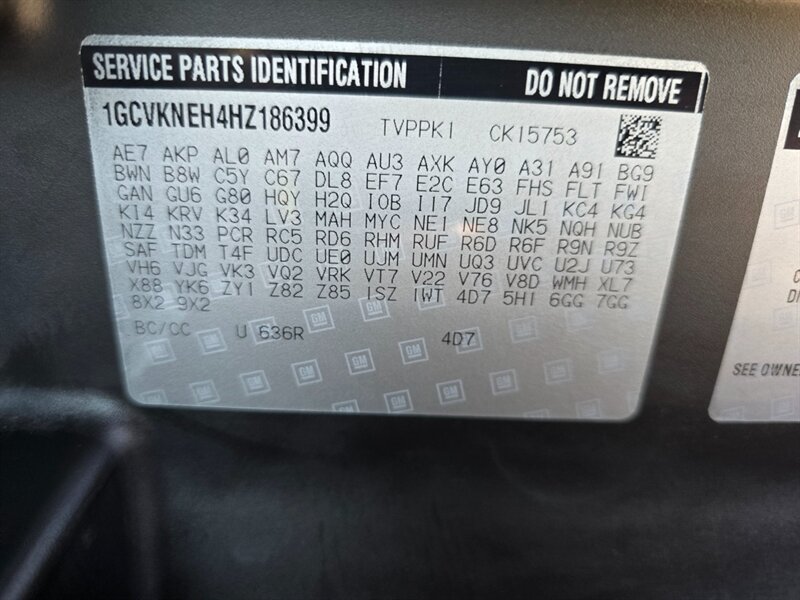 SERVICE PARTS IDENTIFICATION DO NOT REMOVE
1GCVKNEH4HZ186399 TVPPKI CK15753
AE7 AKP AL0 AM7 AQQ AU3 AXK AY0 A31 A91 BG9
BWN B8W C5Y C67 DL8 EF7 E2C E63 FHS FLT FWI
GAN GU6 G80 HQY H2Q IOB I17 JD9 JL1 KC4 KG4
KI4 KRV K34 LV3 MAH MYC NE1 NE8 NK5 NQH NUB
NZZ N33 PCR RC5 RD6 RHM RUF R6D R6F R9N R9Z
SAF TDM T4F UDC UE0 UJM UMN UQ3 UVC U2J U73
VH6 VJG VK3 VQ2 VRK VT7 V22 V76 V8D WMH XL7
X88 YK6 ZY1 Z82 Z85 ISZ IWT 4D7 5H1 6GG 7GG
8X2 9X2
BC/CC U 636R 4D7
GM
SEE OWNE